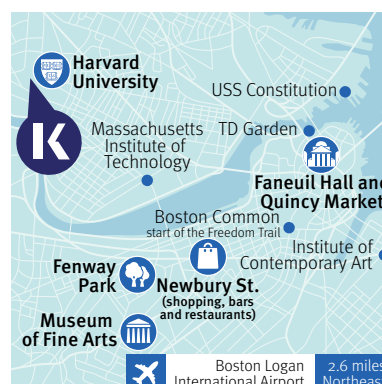 Harvard
University
K
USS Constitution
Massachusetts
Institute of
Technology
TD Garden
Faneuil Hall and
Quincy Market
Boston Common
start of the Freedom Trail
Institute of
Contemporary Art
Fenway
Park
Newbury St.
(shopping, bars
and restaurants)
Museum
of Fine Arts
Boston Logan
International Airport
2.6 miles
Northeast